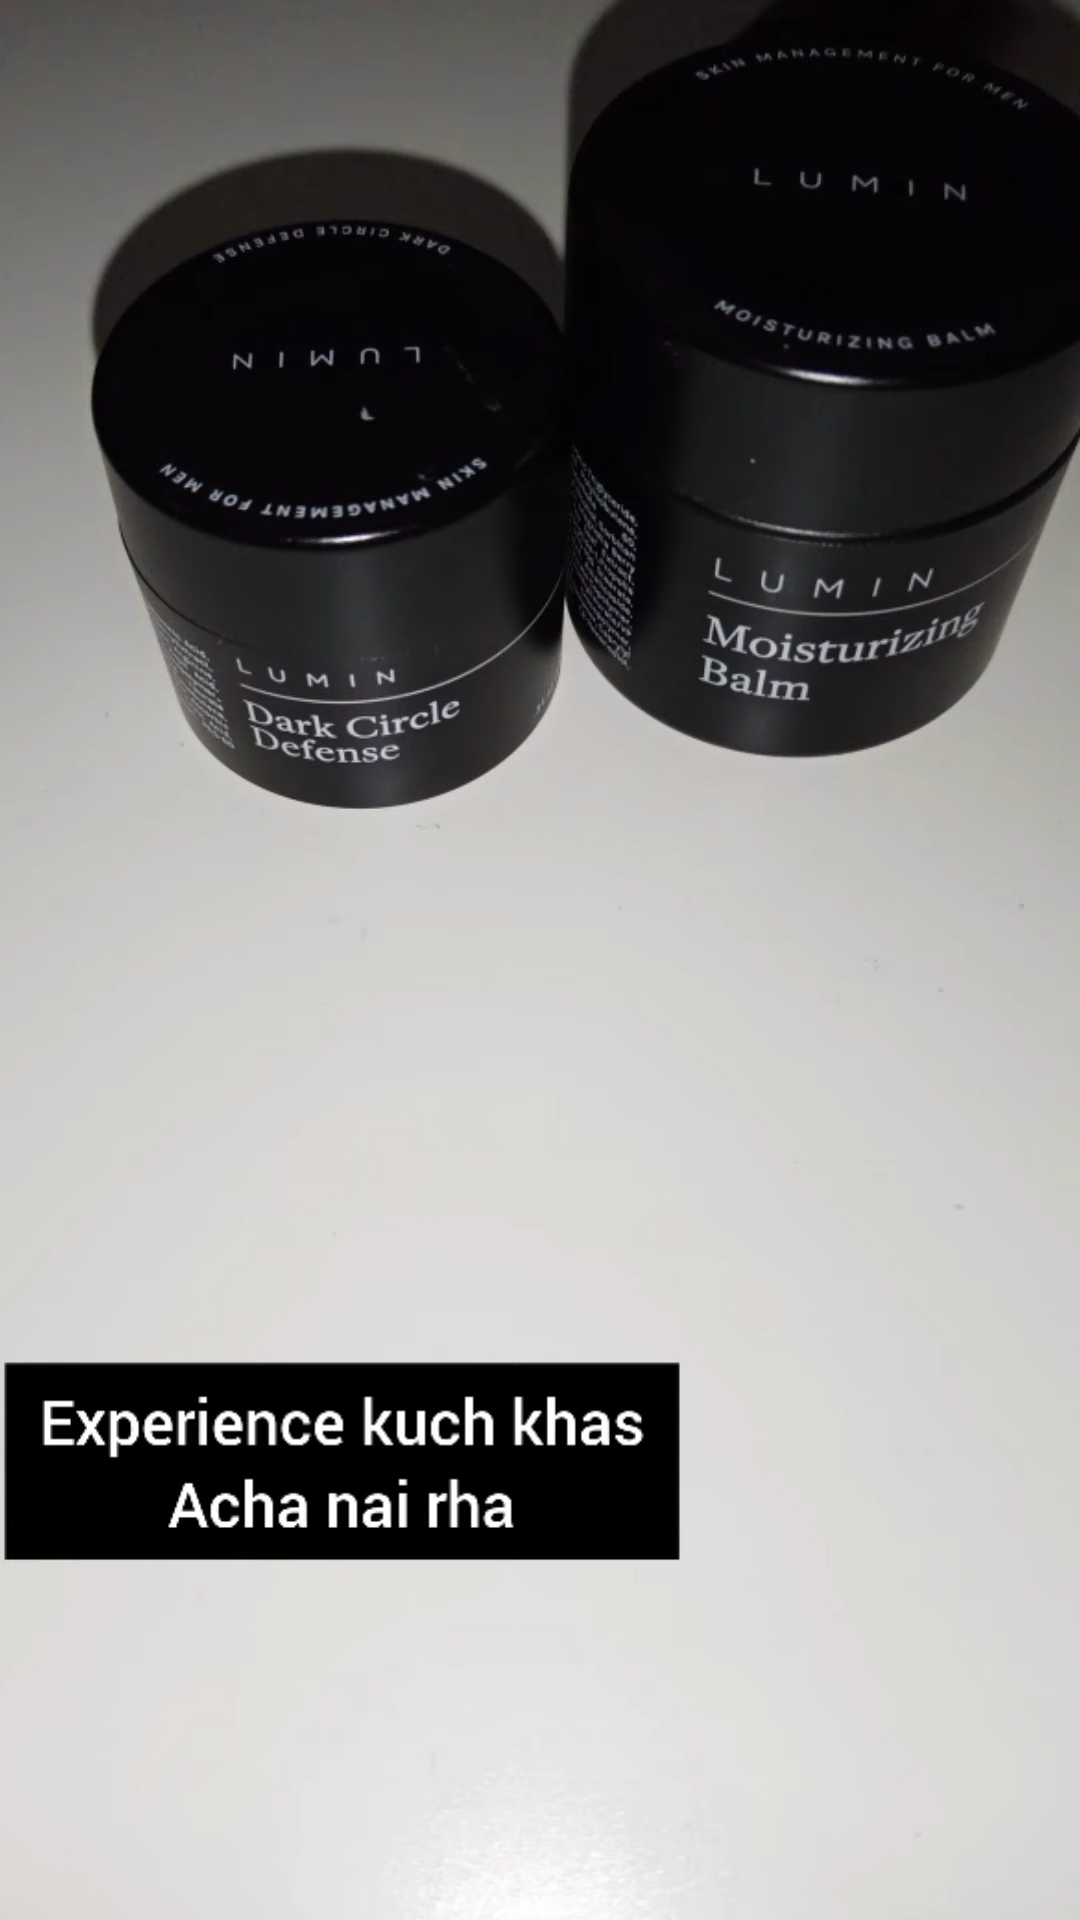 SKIN MANAGEMENT FOR MEN
LUMIN
MOISTURIZING BALM
DARK CIRCLE DEFENSE
LUMIN
SKIN MANAGEMENT FOR MEN
LUMIN
Moisturizing
Balm
LUMIN
Dark Circle
Defense
Experience kuch khas
Acha nai rha